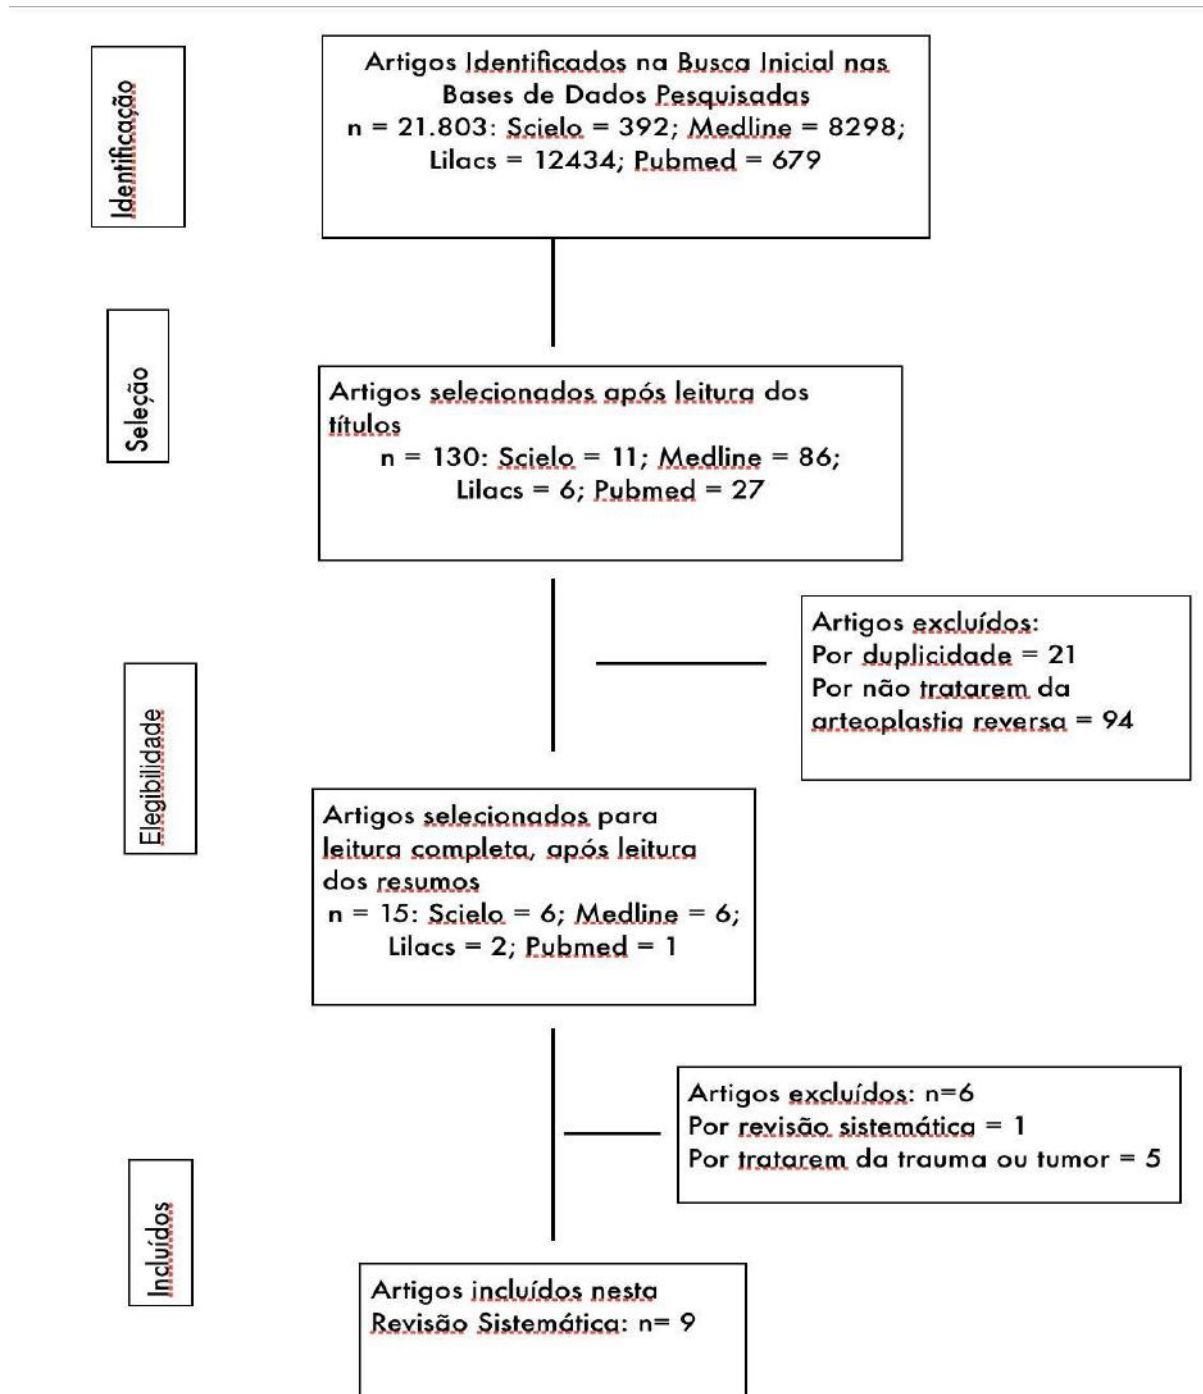 Identificação
Artigos Identificados na Busca Inicial nas
Bases de Dados Pesquisadas
n = 21.803: Scielo = 392; Medline = 8298;
Lilacs = 12434; Pubmed = 679
Seleção
Artigos selecionados após leitura dos
títulos
n = 130: Scielo = 11; Medline = 86;
Lilacs = 6; Pubmed = 27
Artigos excluídos:
Por duplicidade = 21
Por não tratarem da
arteoplastia reversa = 94
Elegibilidade
Artigos selecionados para
leitura completa, após leitura
dos resumos
n = 15: Scielo = 6; Medline = 6;
Lilacs = 2; Pubmed = 1
Artigos excluídos: n=6
Por revisão sistemática = 1
Por tratarem da trauma ou tumor = 5
Incluídos
Artigos incluídos nesta
Revisão Sistemática: n= 9